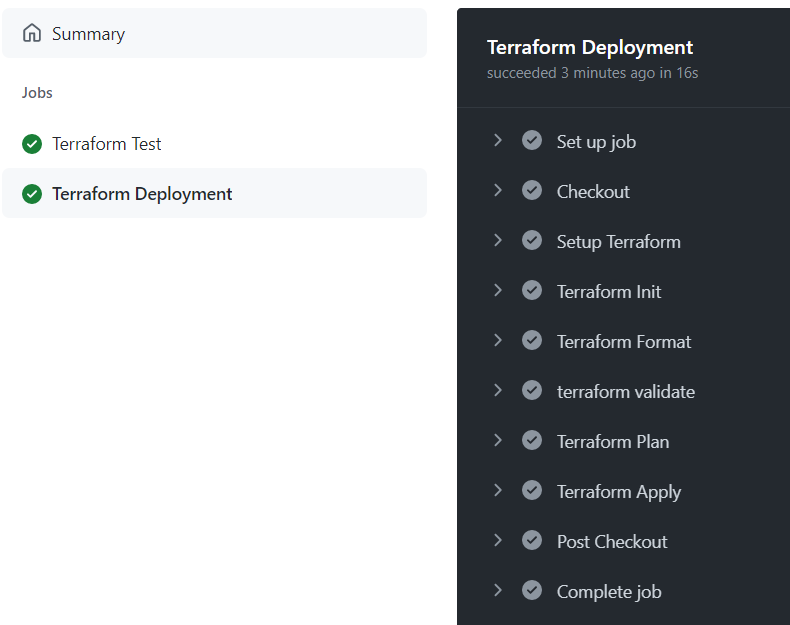 Summary
Jobs
Terraform Test
Terraform Deployment
Terraform Deployment
succeeded 3 minutes ago in 16s
Set up job
Checkout
Setup Terraform
Terraform Init
Terraform Format
terraform validate
Terraform Plan
Terraform Apply
Post Checkout
Complete job